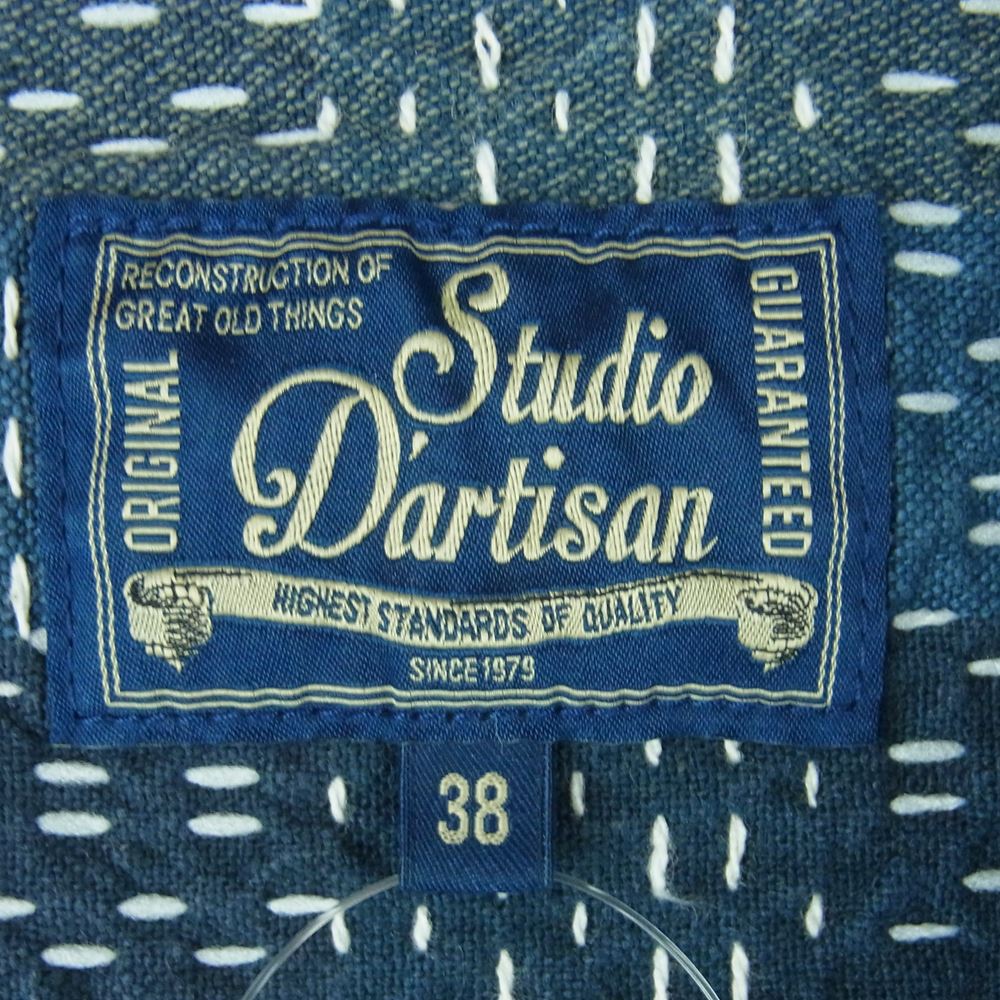 RECONSTRUCTION OF
GREAT OLD THINGS
ORIGINAL
Studio
D'artisan
GUARANTEED
HIGHEST STANDARDS OF QUALITY
SINCE 1979
38